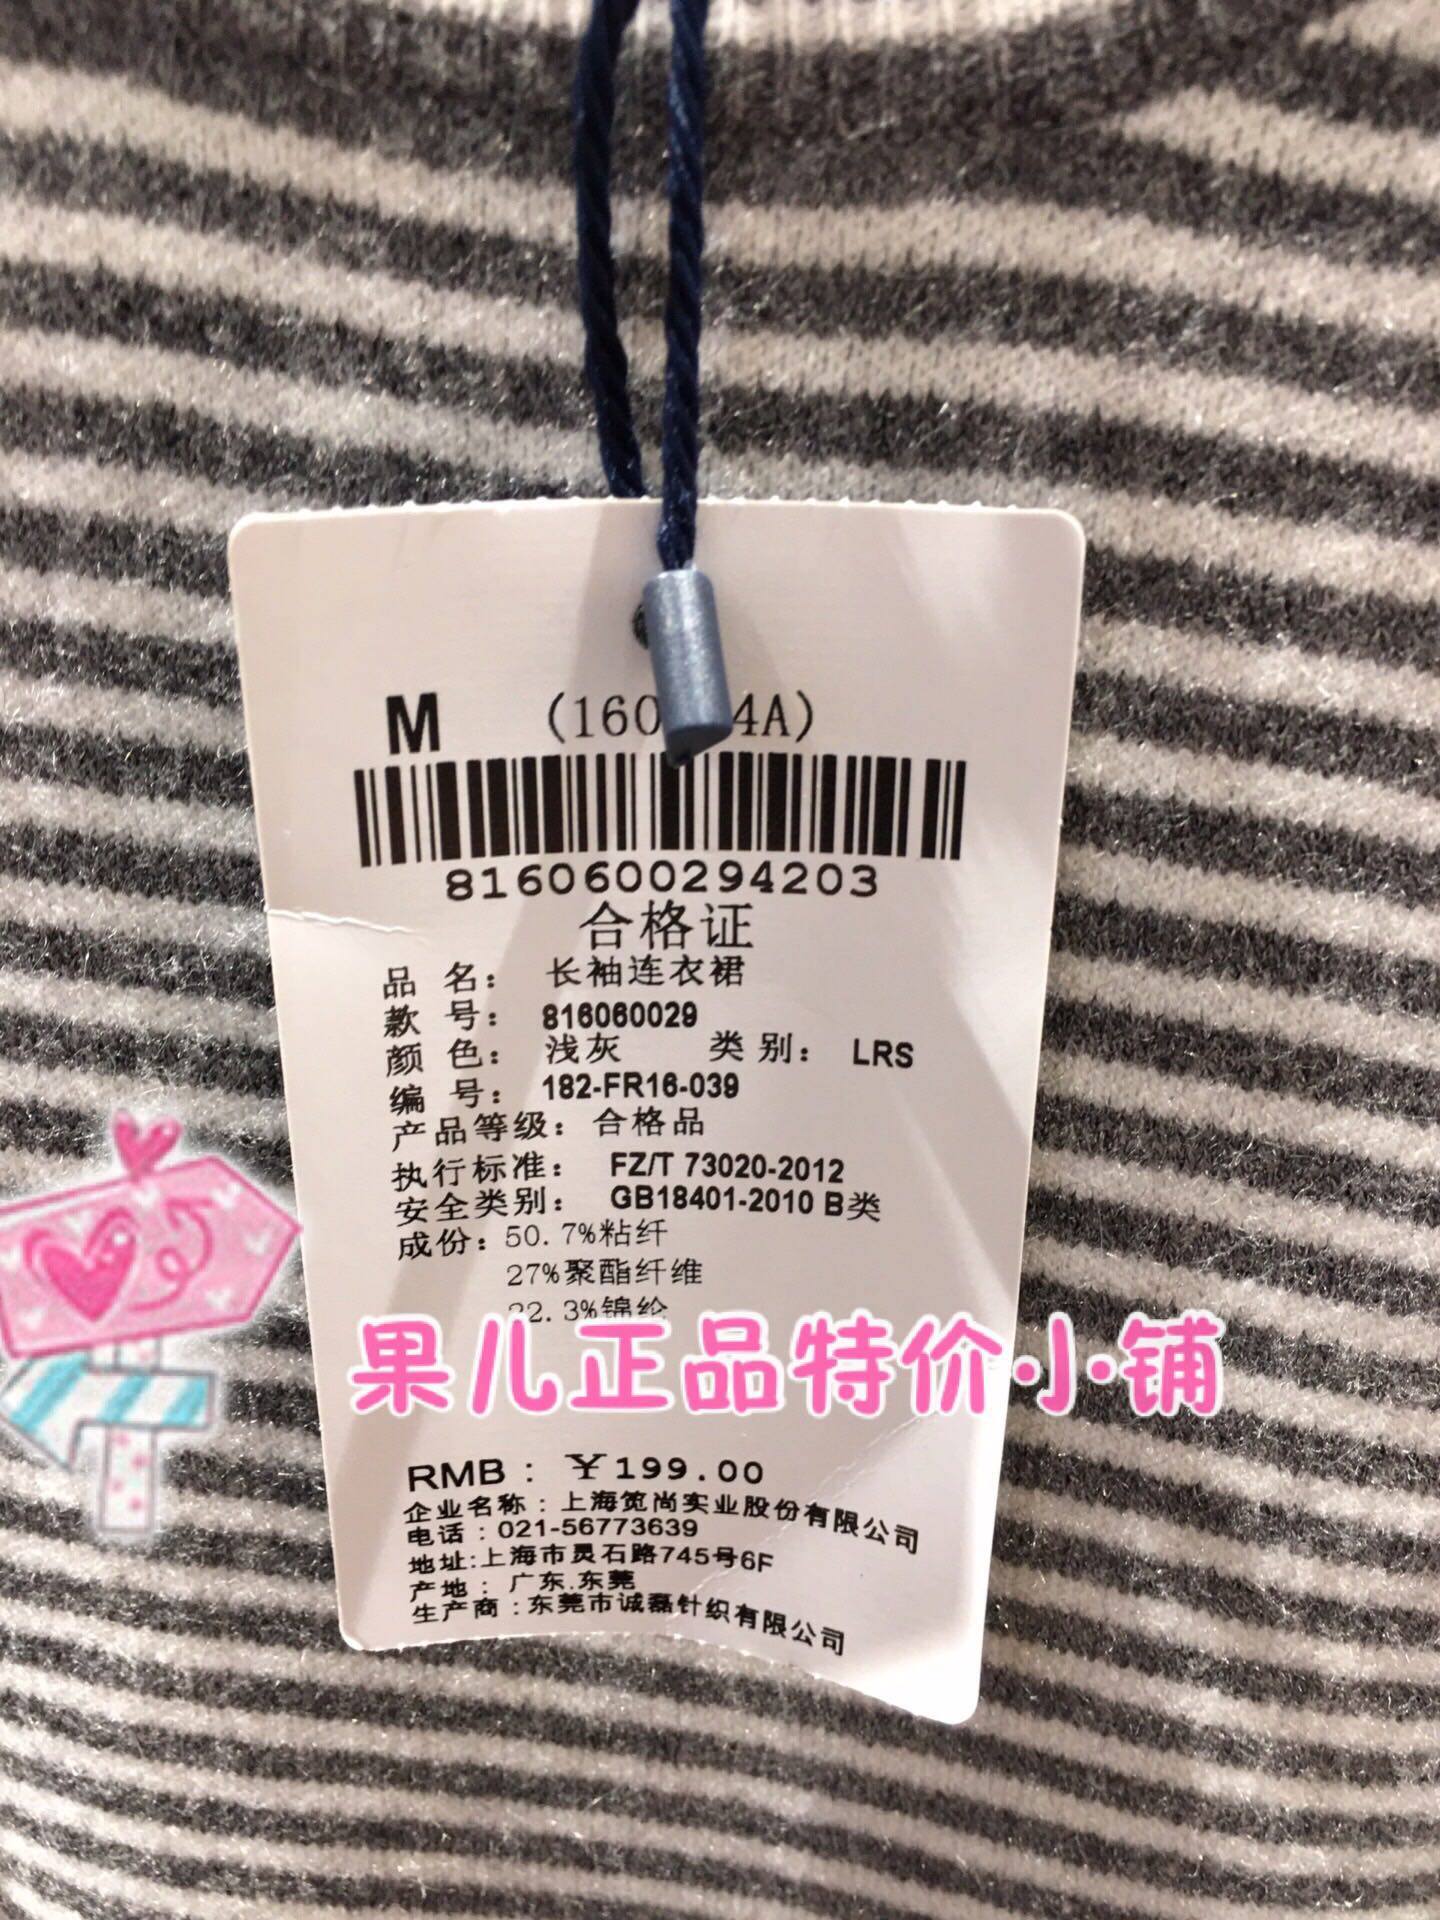 M (160 4A)
8160600294203
合格证
品 名： 长袖连衣裙
款 号： 816060029
颜 色： 浅灰 类别： LRS
编 号： 182-FR16-039
产品等级： 合格品
执行标准： FZ/T 73020-2012
安全类别： GB18401-2010 B类
成份：50.7%粘纤
27%聚酯纤维
22.3%锦纶
果儿正品特价小铺
RMB：￥199.00
企业名称：上海笕尚实业股份有限公司
电话：021-56773639
地址:上海市灵石路745号6F
产地：广东.东莞
生产商：东莞市诚磊针织有限公司